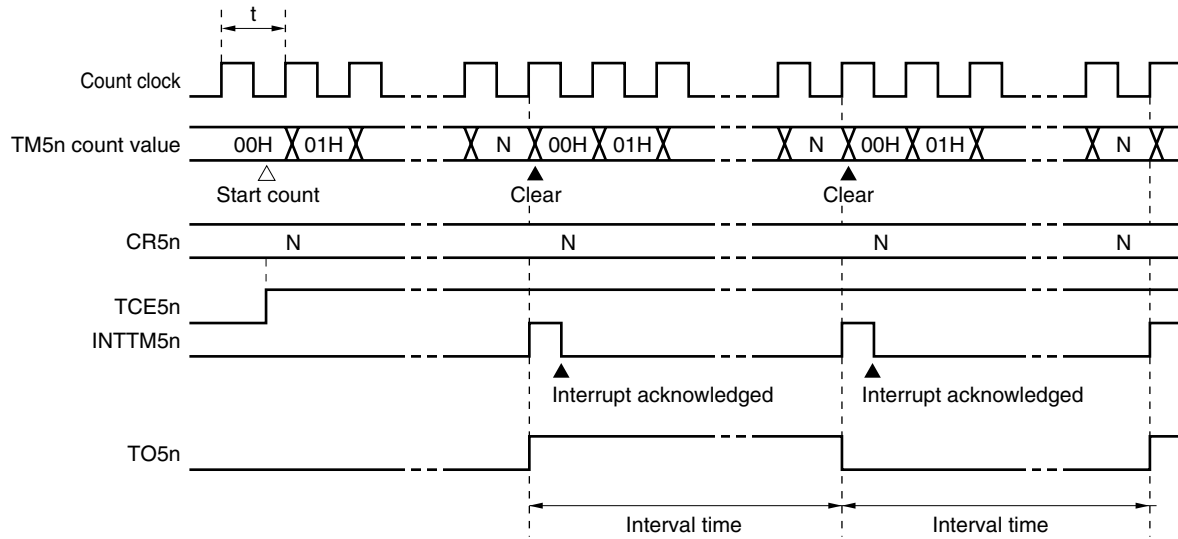 t
Count clock
TM5n count value 00H 01H N 00H 01H N 00H 01H N
Start count Clear Clear
CR5n N N N N
TCE5n
INTTM5n
Interrupt acknowledged Interrupt acknowledged
TO5n
Interval time Interval time